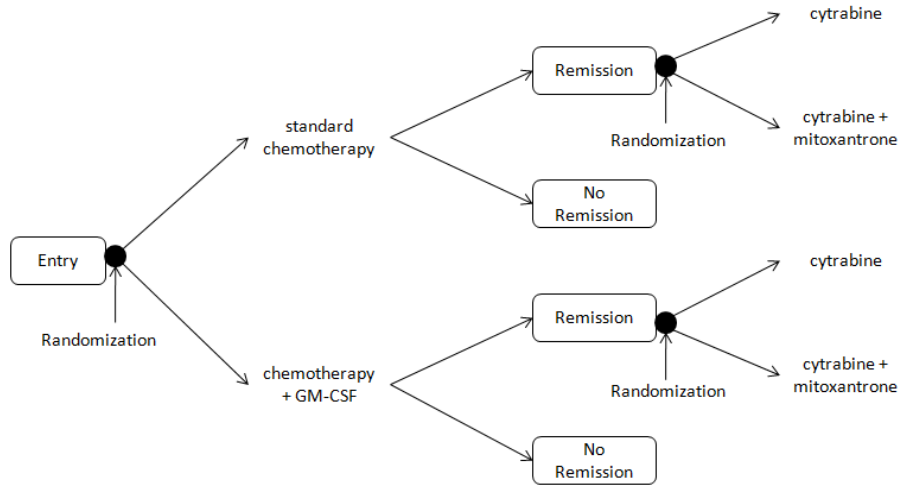 cytrabine
Remission
cytrabine +
mitoxantrone
standard
chemotherapy
Randomization
No
Remission
Entry
Randomization
cytrabine
Remission
cytrabine +
mitoxantrone
chemotherapy
+ GM-CSF
Randomization
No
Remission